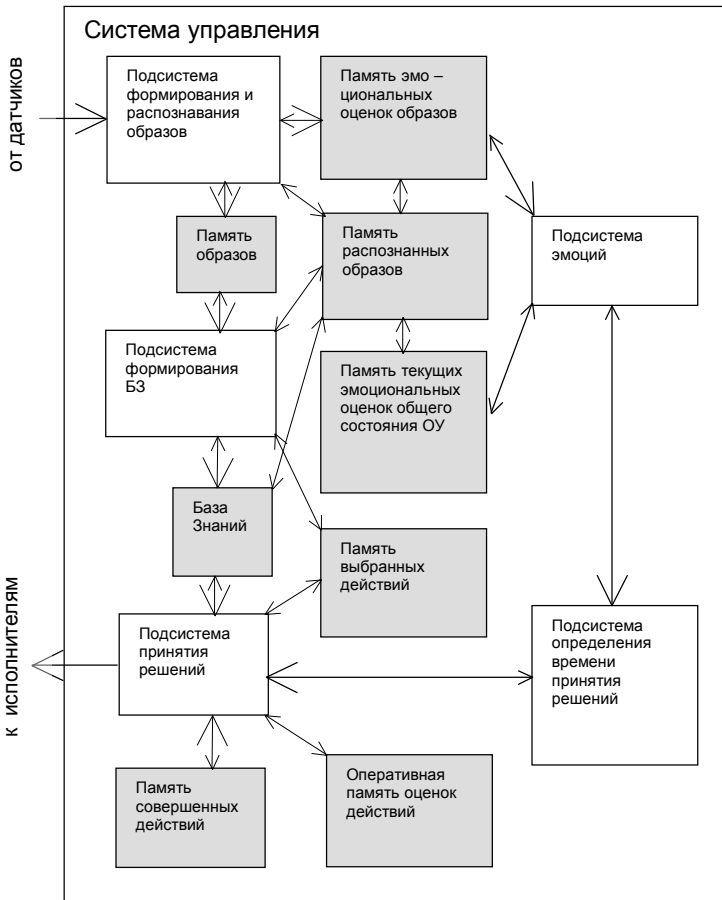 Система управления
от датчиков
Подсистема
формирования и
распознавания
образов
Память эмо –
циональных
оценок образов
Память
образов
Память
распознанных
образов
Подсистема
эмоций
Подсистема
формирования
БЗ
Память текущих
эмоциональных
оценок общего
состояния ОУ
База
Знаний
Память
выбранных
действий
к исполнителям
Подсистема
принятия
решений
Подсистема
определения
времени
принятия
решений
Память
совершенных
действий
Оперативная
память оценок
действий